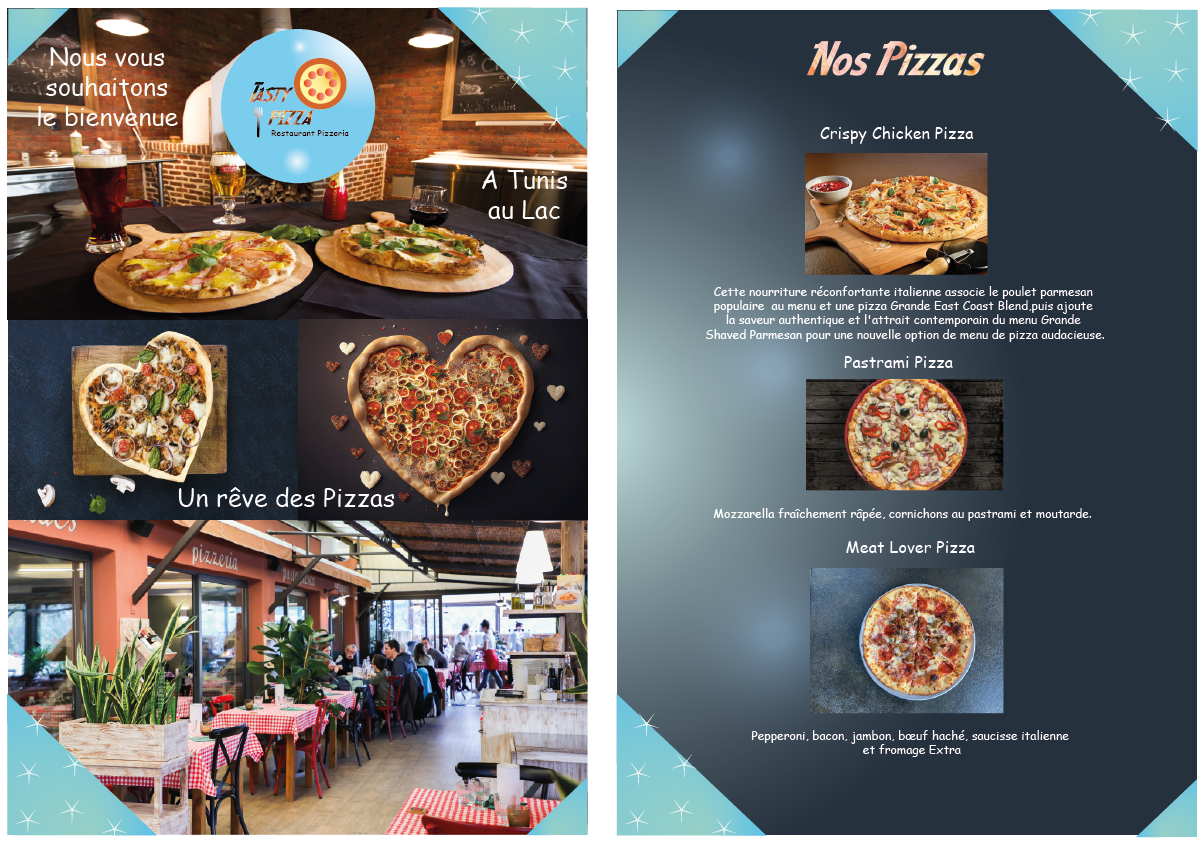 Nous vous
souhaitons
le bienvenue
TASTY
PIZZA
Restaurant Pizzeria
A Tunis
au Lac
Un rêve des Pizzas
pizzeria
Nos Pizzas
Crispy Chicken Pizza
Cette nourriture réconfortante italienne associe le poulet parmesan
populaire au menu et une pizza Grande East Coast Blend,puis ajoute
la saveur authentique et l'attrait contemporain du menu Grande
Shaved Parmesan pour une nouvelle option de menu de pizza audacieuse.
Pastrami Pizza
Mozzarella fraîchement râpée, cornichons au pastrami et moutarde.
Meat Lover Pizza
Pepperoni, bacon, jambon, bœuf haché, saucisse italienne
et fromage Extra